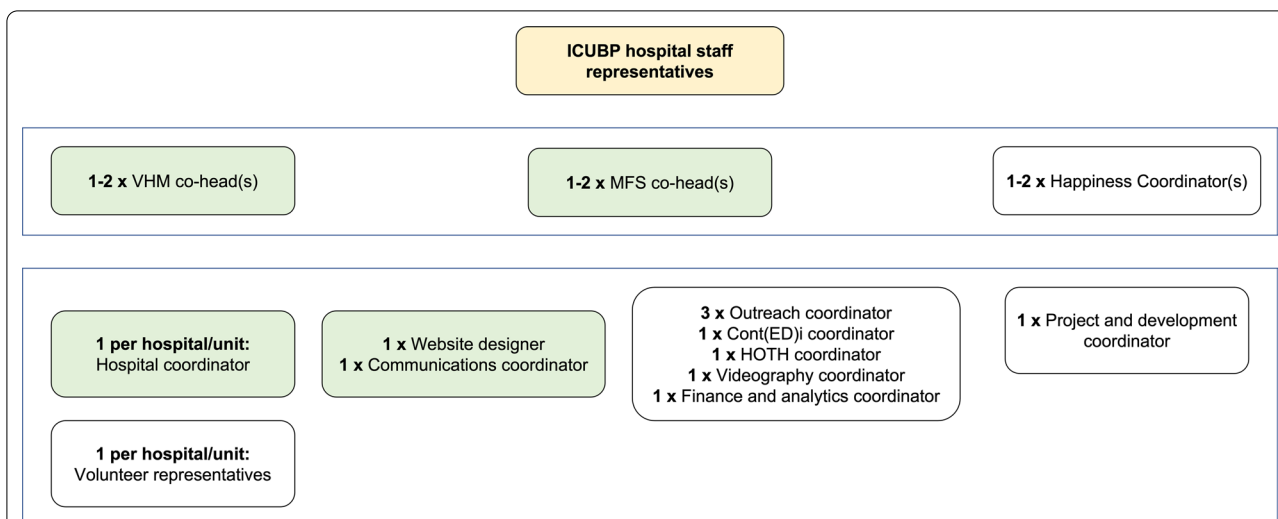 ICUBP hospital staff
representatives
1-2 x VHM co-head(s)
1-2 x MFS co-head(s)
1-2 x Happiness Coordinator(s)
1 per hospital/unit:
Hospital coordinator
1 x Website designer
1 x Communications coordinator
3 x Outreach coordinator
1 x Cont(ED)i coordinator
1 x HOTH coordinator
1 x Videography coordinator
1 x Finance and analytics coordinator
1 x Project and development
coordinator
1 per hospital/unit:
Volunteer representatives